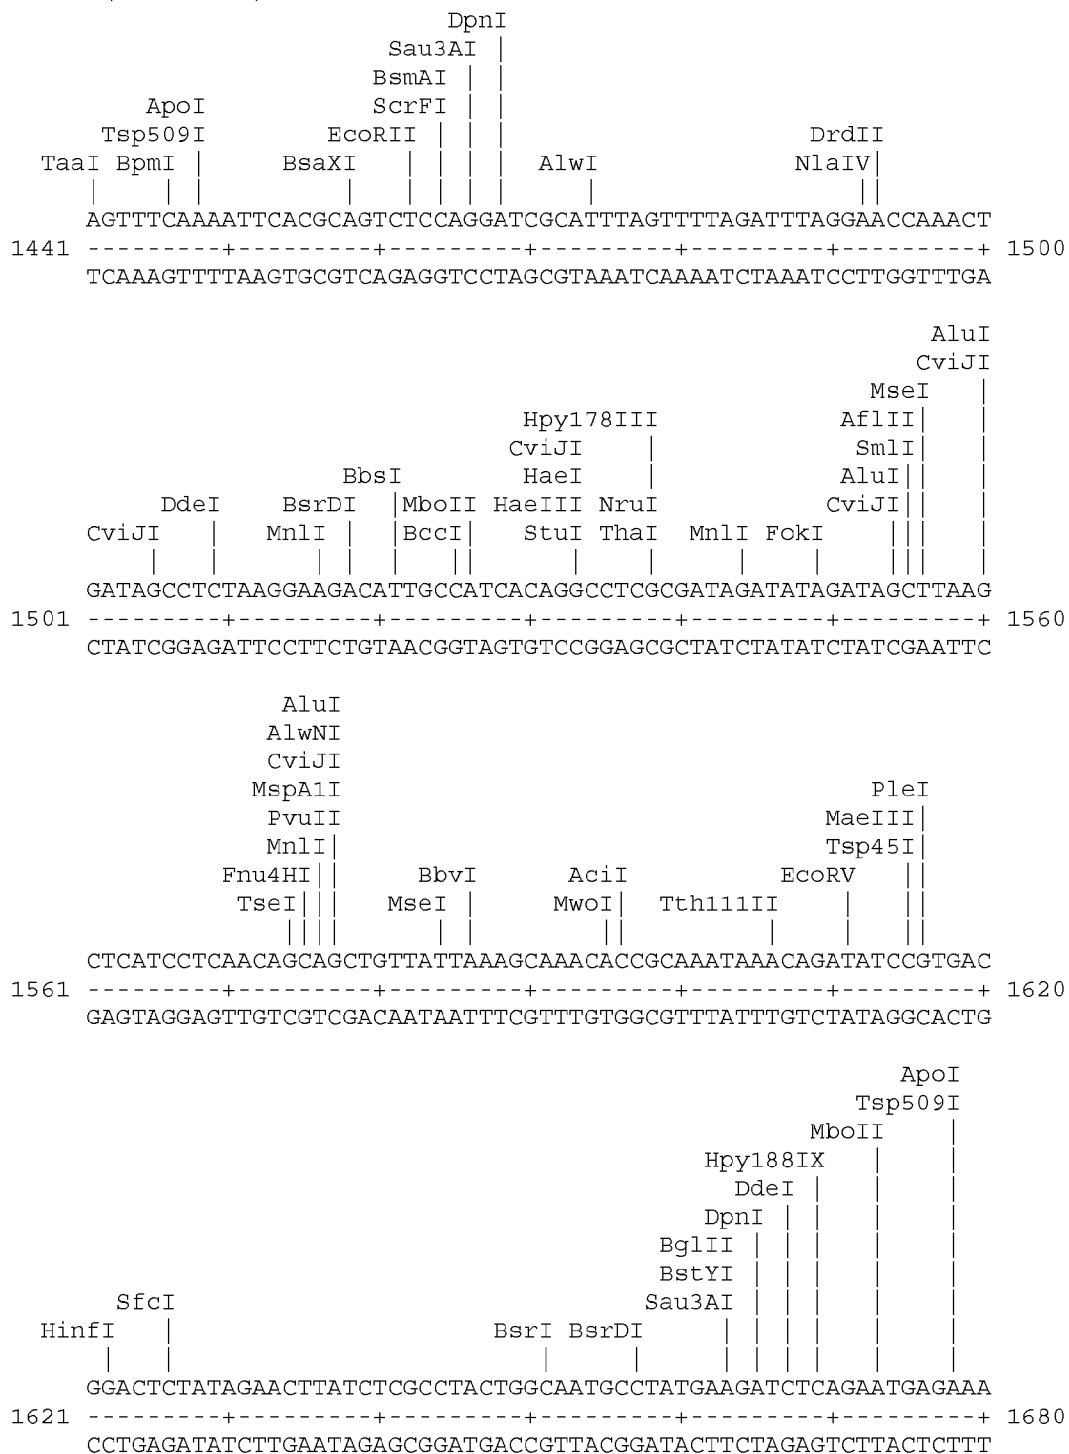 DpnI
Sau3AI |
BsmAI | |
ApoI ScrFI | |
Tsp509I EcoRII | | | DrdII
TaaI BpmI | BsaXI | | | | AlwI NlaIV|
| | | | | | | | | ||
AGTTTCAAAATTCACGCAGTCTCCAGGATCGCATTTAGTTTTAGATTTAGGAACCAAACT
1441 ---------+---------+---------+---------+---------+---------+ 1500
TCAAAGTTTTAAGTGCGTCAGAGGTCCTAGCGTAAATCAAAATCTAAATCCTTGGTTTGA
AluI
CviJI
MseI |
Hpy178III AflII| |
CviJI | SmlI| |
BbsI HaeI | AluI|| |
DdeI BsrDI |MboII HaeIII NruI CviJI|| |
CviJI | MnlI| |BccI| StuI ThaI MnlI FokI ||| |
| | | | | || | | | | ||| |
GATAGCCTCTAAGGAAGACATTGCCATCACAGGCCTCGCGATAGATATAGATAGCTTAAG
1501 ---------+---------+---------+---------+---------+---------+ 1560
CTATCGGAGATTCCTTCTGTAACGGTAGTGTCCGGAGCGCTATCTATATCTATCGAATTC
AluI
AlwNI
CviJI
MspA1I PleI
PvuII MaeIII|
MnlI| Tsp45I|
Fnu4HI|| BbvI AciI EcoRV ||
TseI||| MseI | MwoI| Tth111II | ||
|||| | | || | | ||
CTCATCCTCAACAGCAGCTGTTATTAAAGCAAACACCGCAAATAAACAGATATCCGTGAC
1561 ---------+---------+---------+---------+---------+---------+ 1620
GAGTAGGAGTTGTCGTCGACAATAATTTCGTTTGTGGCGTTTATTTGTCTATAGGCACTG
ApoI
Tsp509I
MboII |
Hpy188IX | |
DdeI | | |
DpnI | | | |
BglII | | | | |
BstYI | | | | |
SfcI Sau3AI | | | | |
HinfI | BsrI BsrDI | | | | | |
| | | | | | | | | |
GGACTCTATAGAACTTATCTCGCCTACTGGCAATGCCTATGAAGATCTCAGAATGAGAAA
1621 ---------+---------+---------+---------+---------+---------+ 1680
CCTGAGATATCTTGAATAGAGCGGATGACCGTTACGGATACTTCTAGAGTCTTACTCTTT